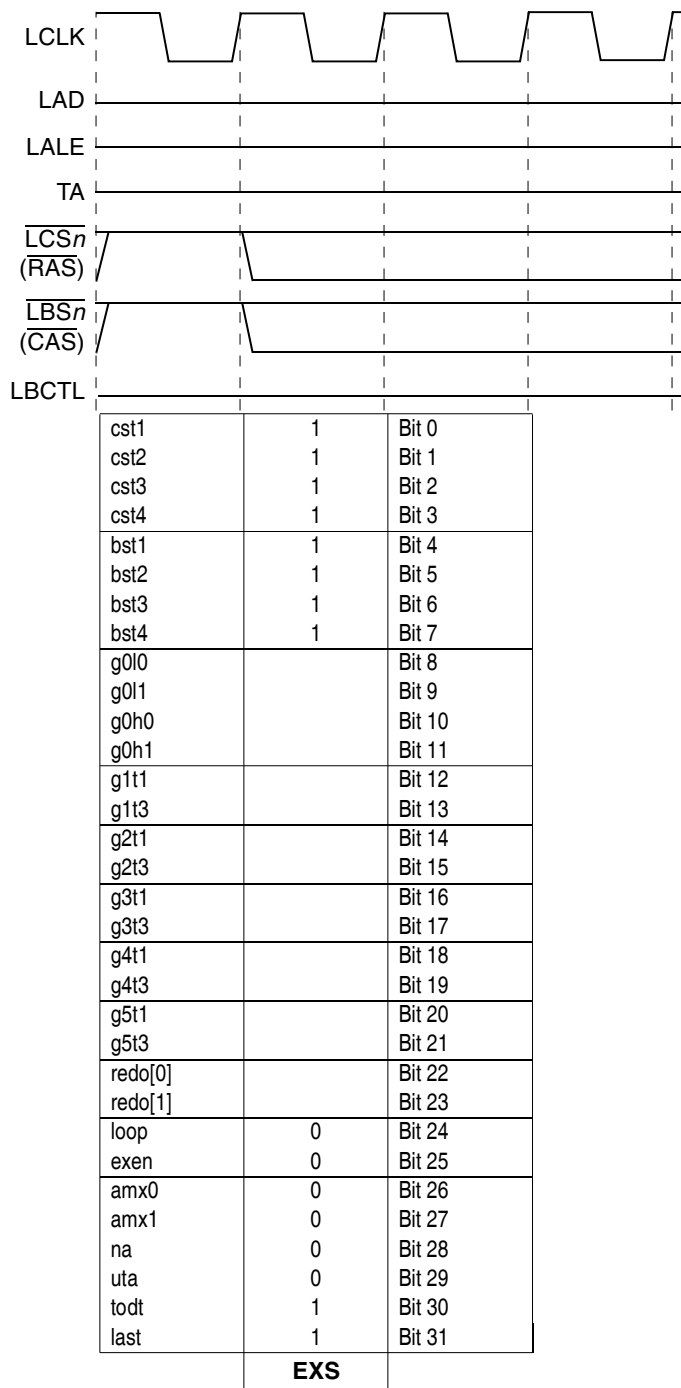 LCLK
LAD
LALE
TA
LCSn
(RAS)
LBSn
(CAS)
LBCTL
cst1 1 Bit 0
cst2 1 Bit 1
cst3 1 Bit 2
cst4 1 Bit 3
bst1 1 Bit 4
bst2 1 Bit 5
bst3 1 Bit 6
bst4 1 Bit 7
g0l0 Bit 8
g0l1 Bit 9
g0h0 Bit 10
g0h1 Bit 11
g1t1 Bit 12
g1t3 Bit 13
g2t1 Bit 14
g2t3 Bit 15
g3t1 Bit 16
g3t3 Bit 17
g4t1 Bit 18
g4t3 Bit 19
g5t1 Bit 20
g5t3 Bit 21
redo[0] Bit 22
redo[1] Bit 23
loop 0 Bit 24
exen 0 Bit 25
amx0 0 Bit 26
amx1 0 Bit 27
na 0 Bit 28
uta 0 Bit 29
todt 1 Bit 30
last 1 Bit 31
EXS